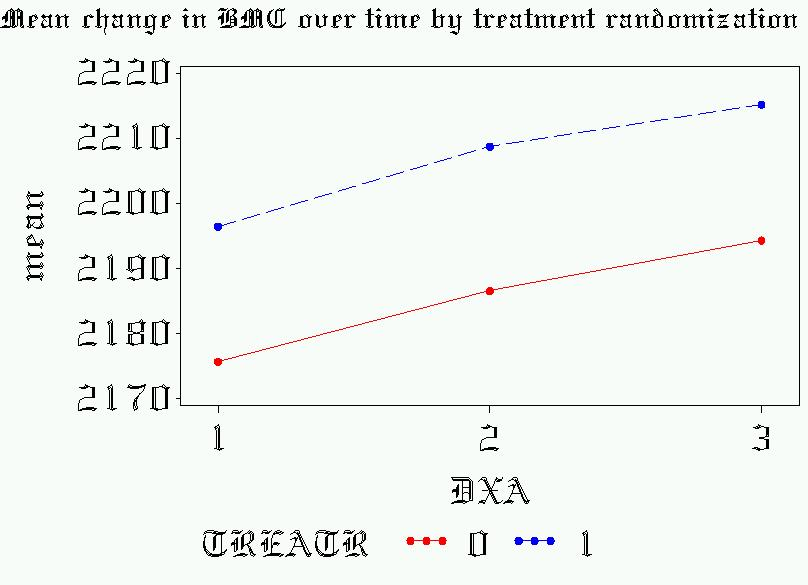 Mean change in BMC over time by treatment randomization
2220
2210
2200
2190
2180
2170
mean
1 2 3
DXA
TREATR 0 1